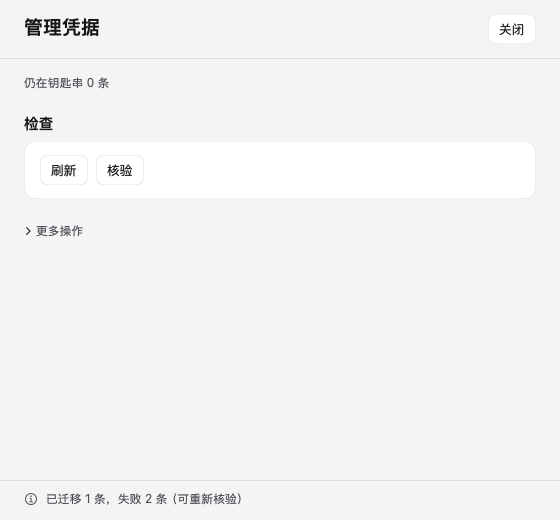 管理凭据
关闭
仍在钥匙串 0 条
检查
刷新
核验
更多操作
已迁移 1 条，失败 2 条（可重新核验）